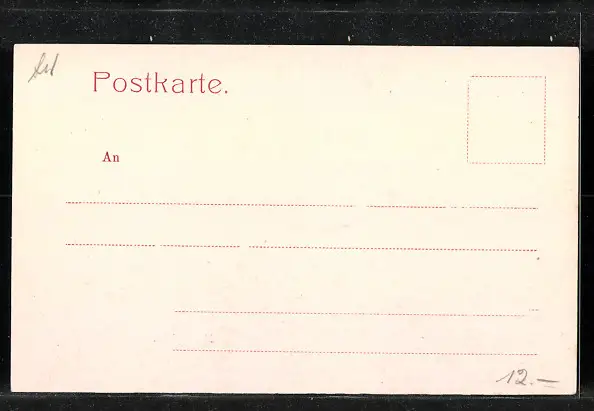 Postkarte.
An
12.—